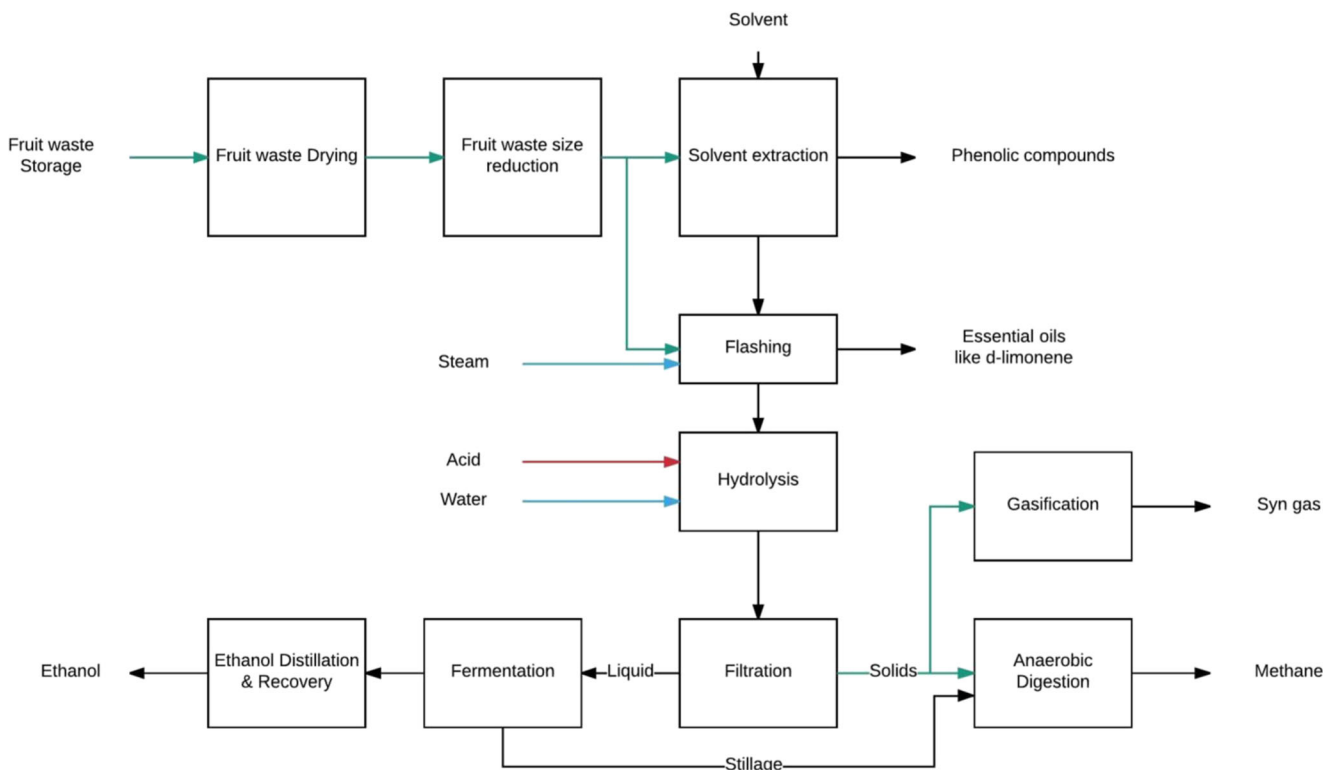 Solvent
Fruit waste
Storage
Fruit waste Drying
Fruit waste size
reduction
Solvent extraction
Phenolic compounds
Steam
Flashing
Essential oils
like d-limonene
Acid
Water
Hydrolysis
Gasification
Syn gas
Ethanol
Ethanol Distillation
& Recovery
Fermentation
Liquid
Filtration
Solids
Anaerobic
Digestion
Methane
Stillage